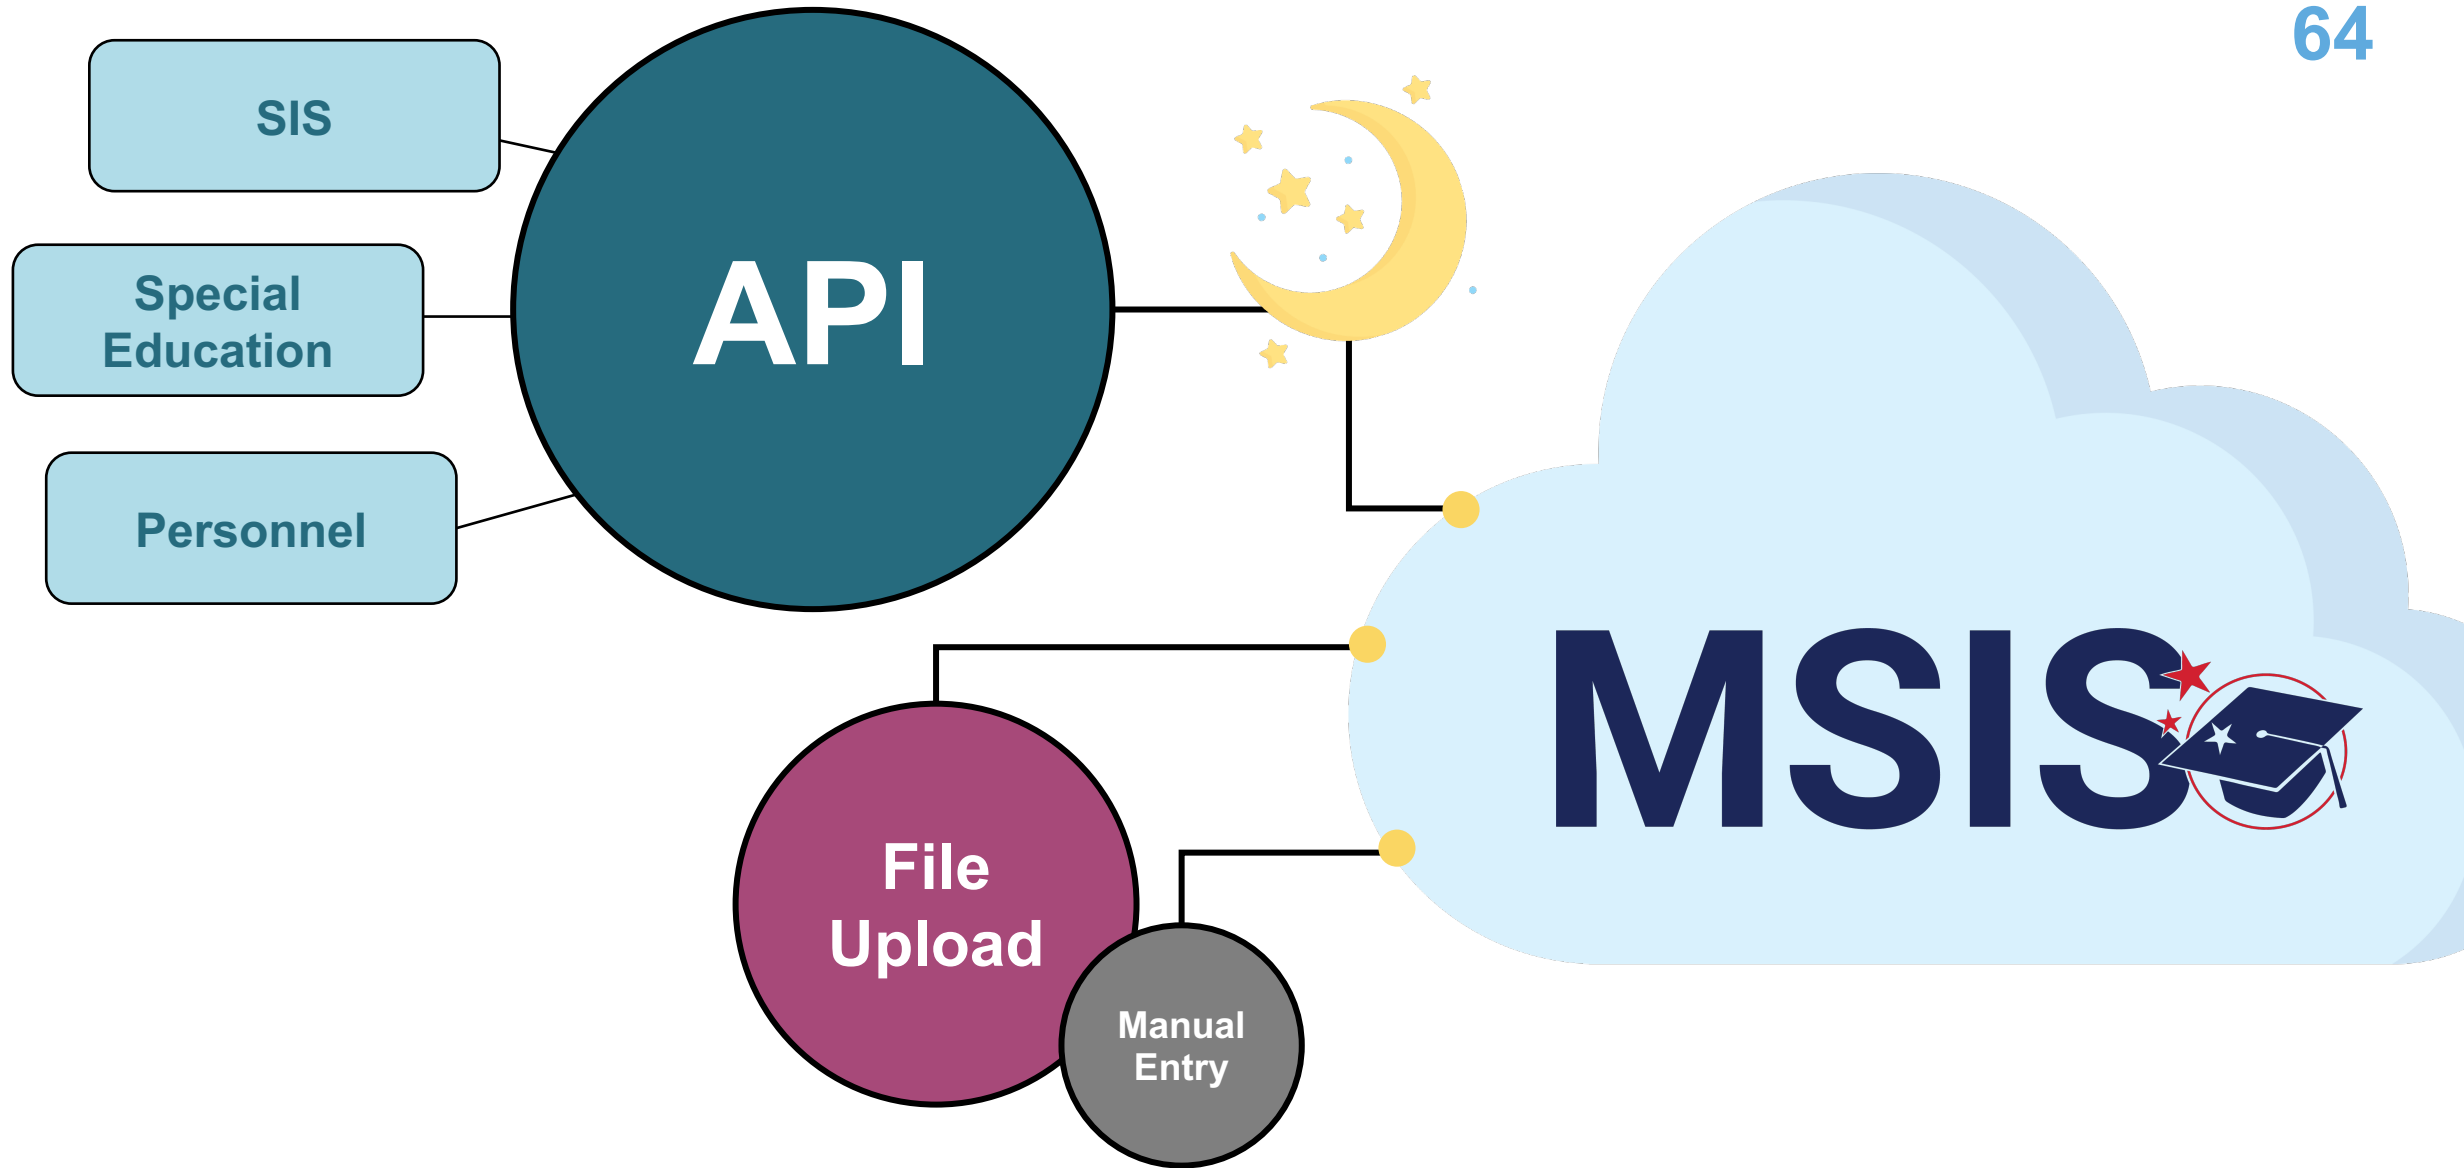 64
SIS
Special
Education
Personnel
API
MSIS
File
Upload
Manual
Entry